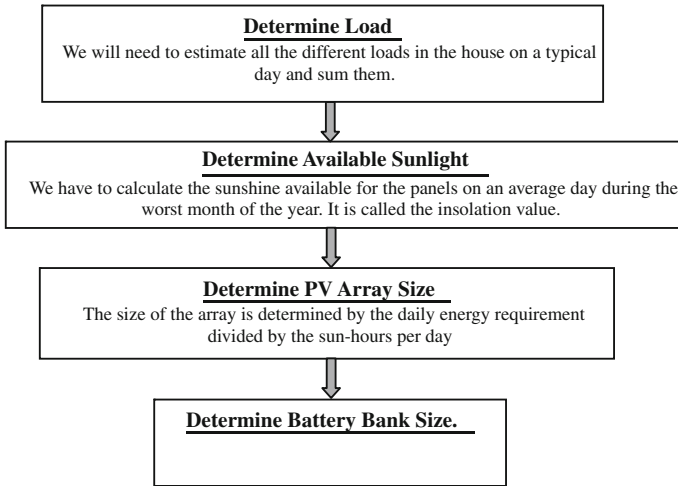 Determine Load
We will need to estimate all the different loads in the house on a typical
day and sum them.
Determine Available Sunlight
We have to calculate the sunshine available for the panels on an average day during the
worst month of the year. It is called the insolation value.
Determine PV Array Size
The size of the array is determined by the daily energy requirement
divided by the sun-hours per day
Determine Battery Bank Size.